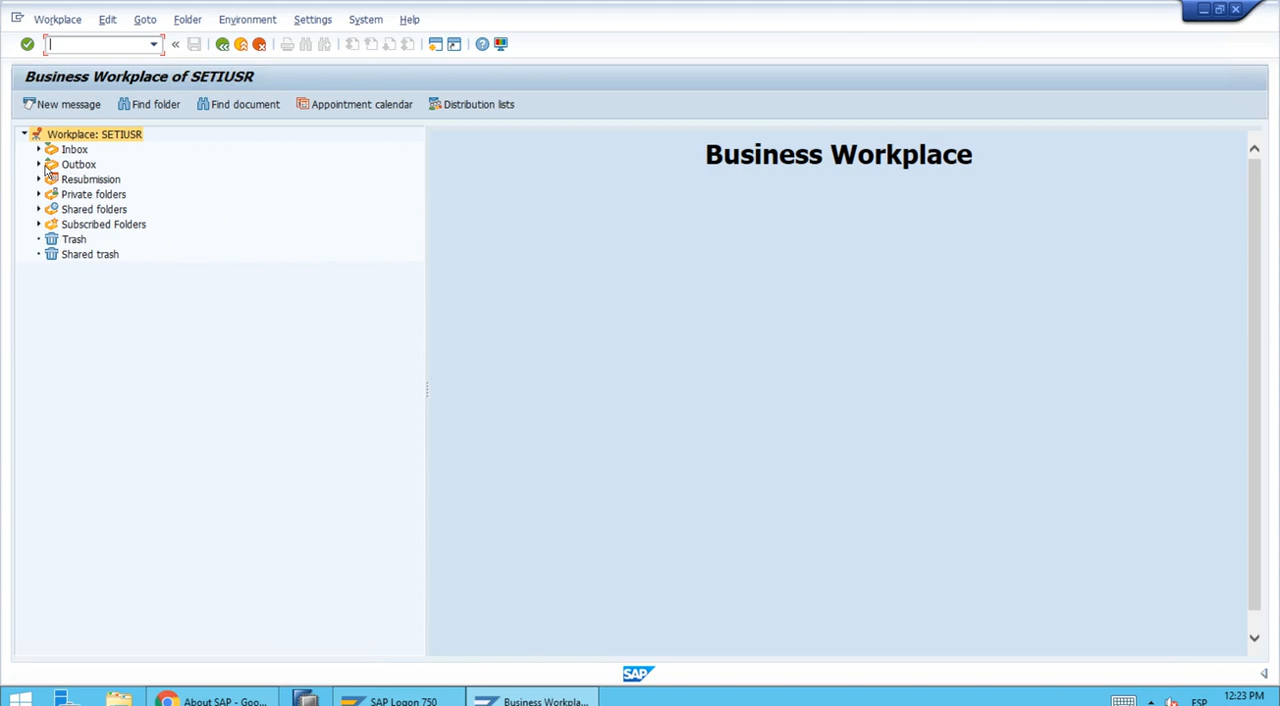 Workplace Edit Goto Folder Environment Settings System Help
Business Workplace of SETIUSR
New message Find folder Find document Appointment calendar Distribution lists
Workplace: SETIUSR
Inbox
Outbox
Resubmission
Private folders
Shared folders
Subscribed Folders
Trash
Shared trash
Business Workplace
SAP
About SAP - Goo... SAP Logon 750 Business Workpla... ESP 12:23 PM